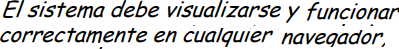 El sistema debe visualizarse y funcionar
correctamente en cualquier navegador,